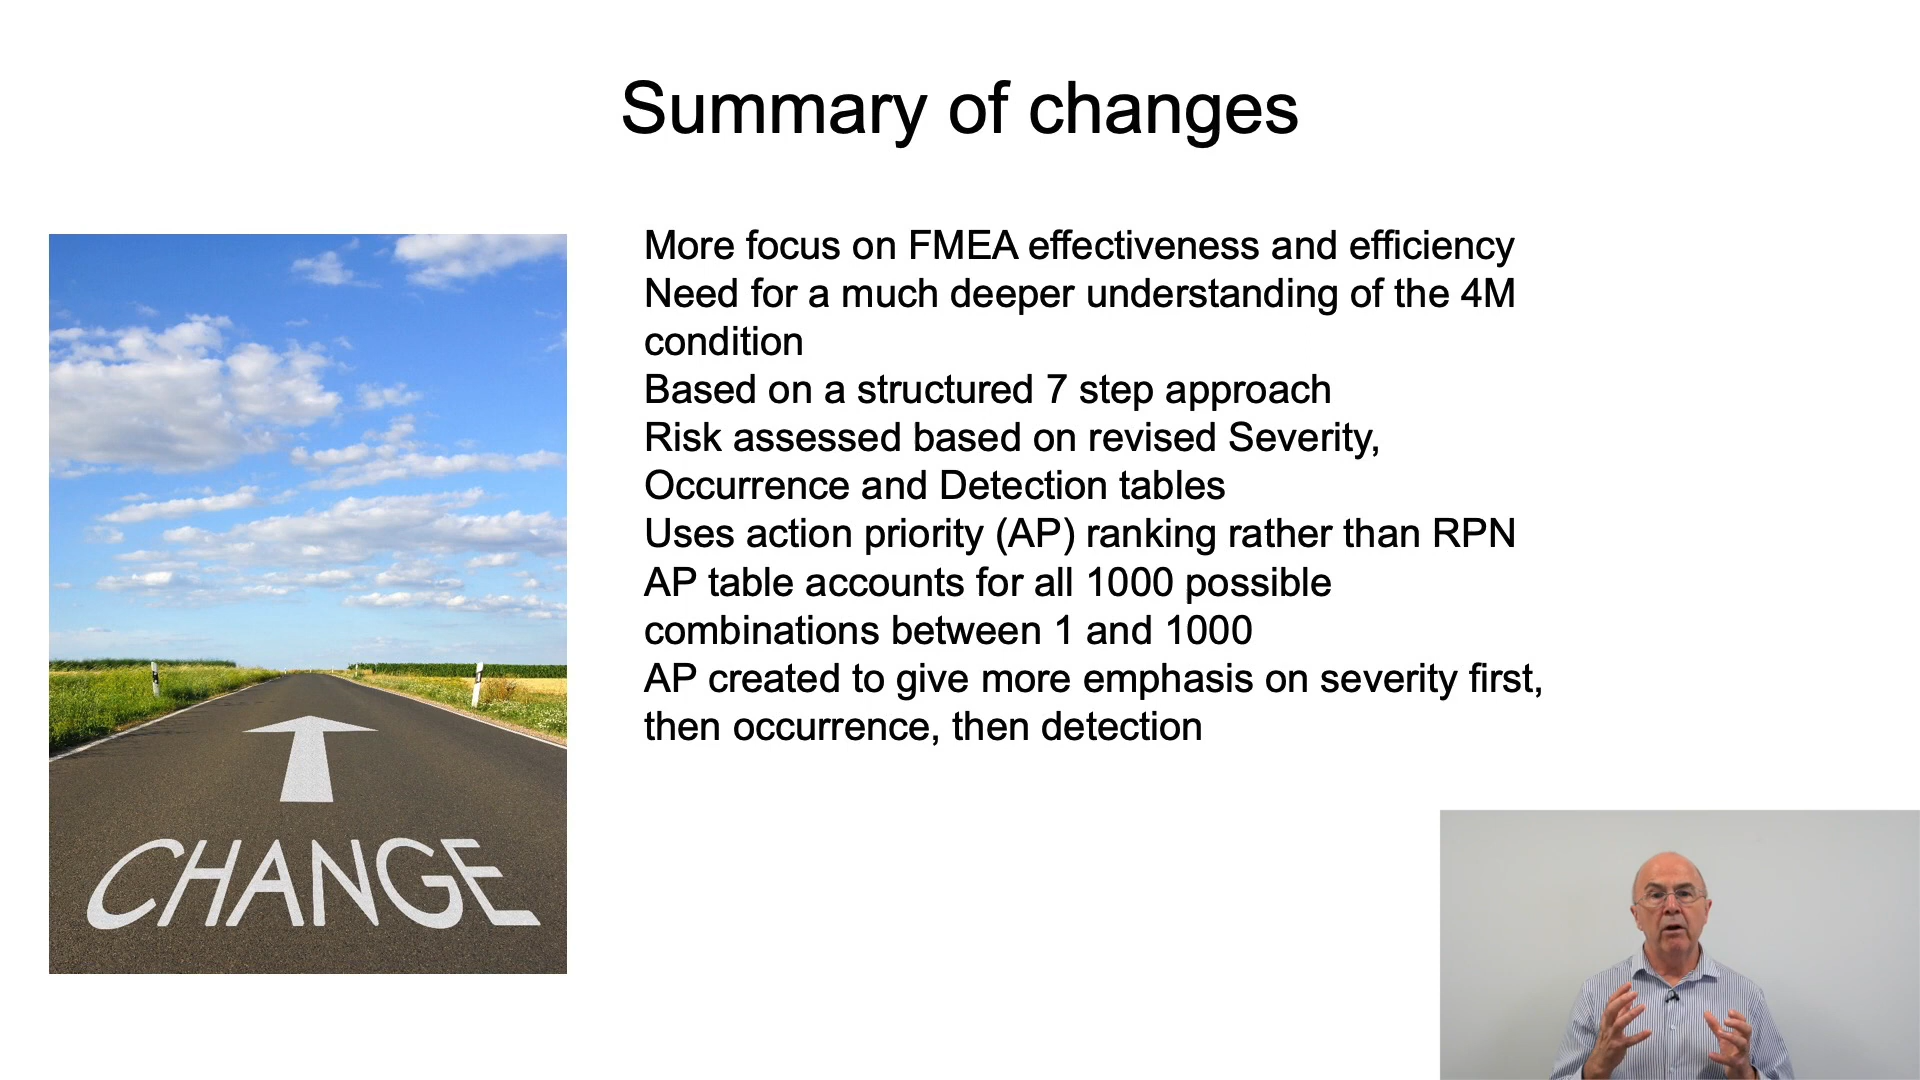 Summary of changes
More focus on FMEA effectiveness and efficiency
Need for a much deeper understanding of the 4M
condition
Based on a structured 7 step approach
Risk assessed based on revised Severity,
Occurrence and Detection tables
Uses action priority (AP) ranking rather than RPN
AP table accounts for all 1000 possible
combinations between 1 and 1000
AP created to give more emphasis on severity first,
then occurrence, then detection
CHANGE